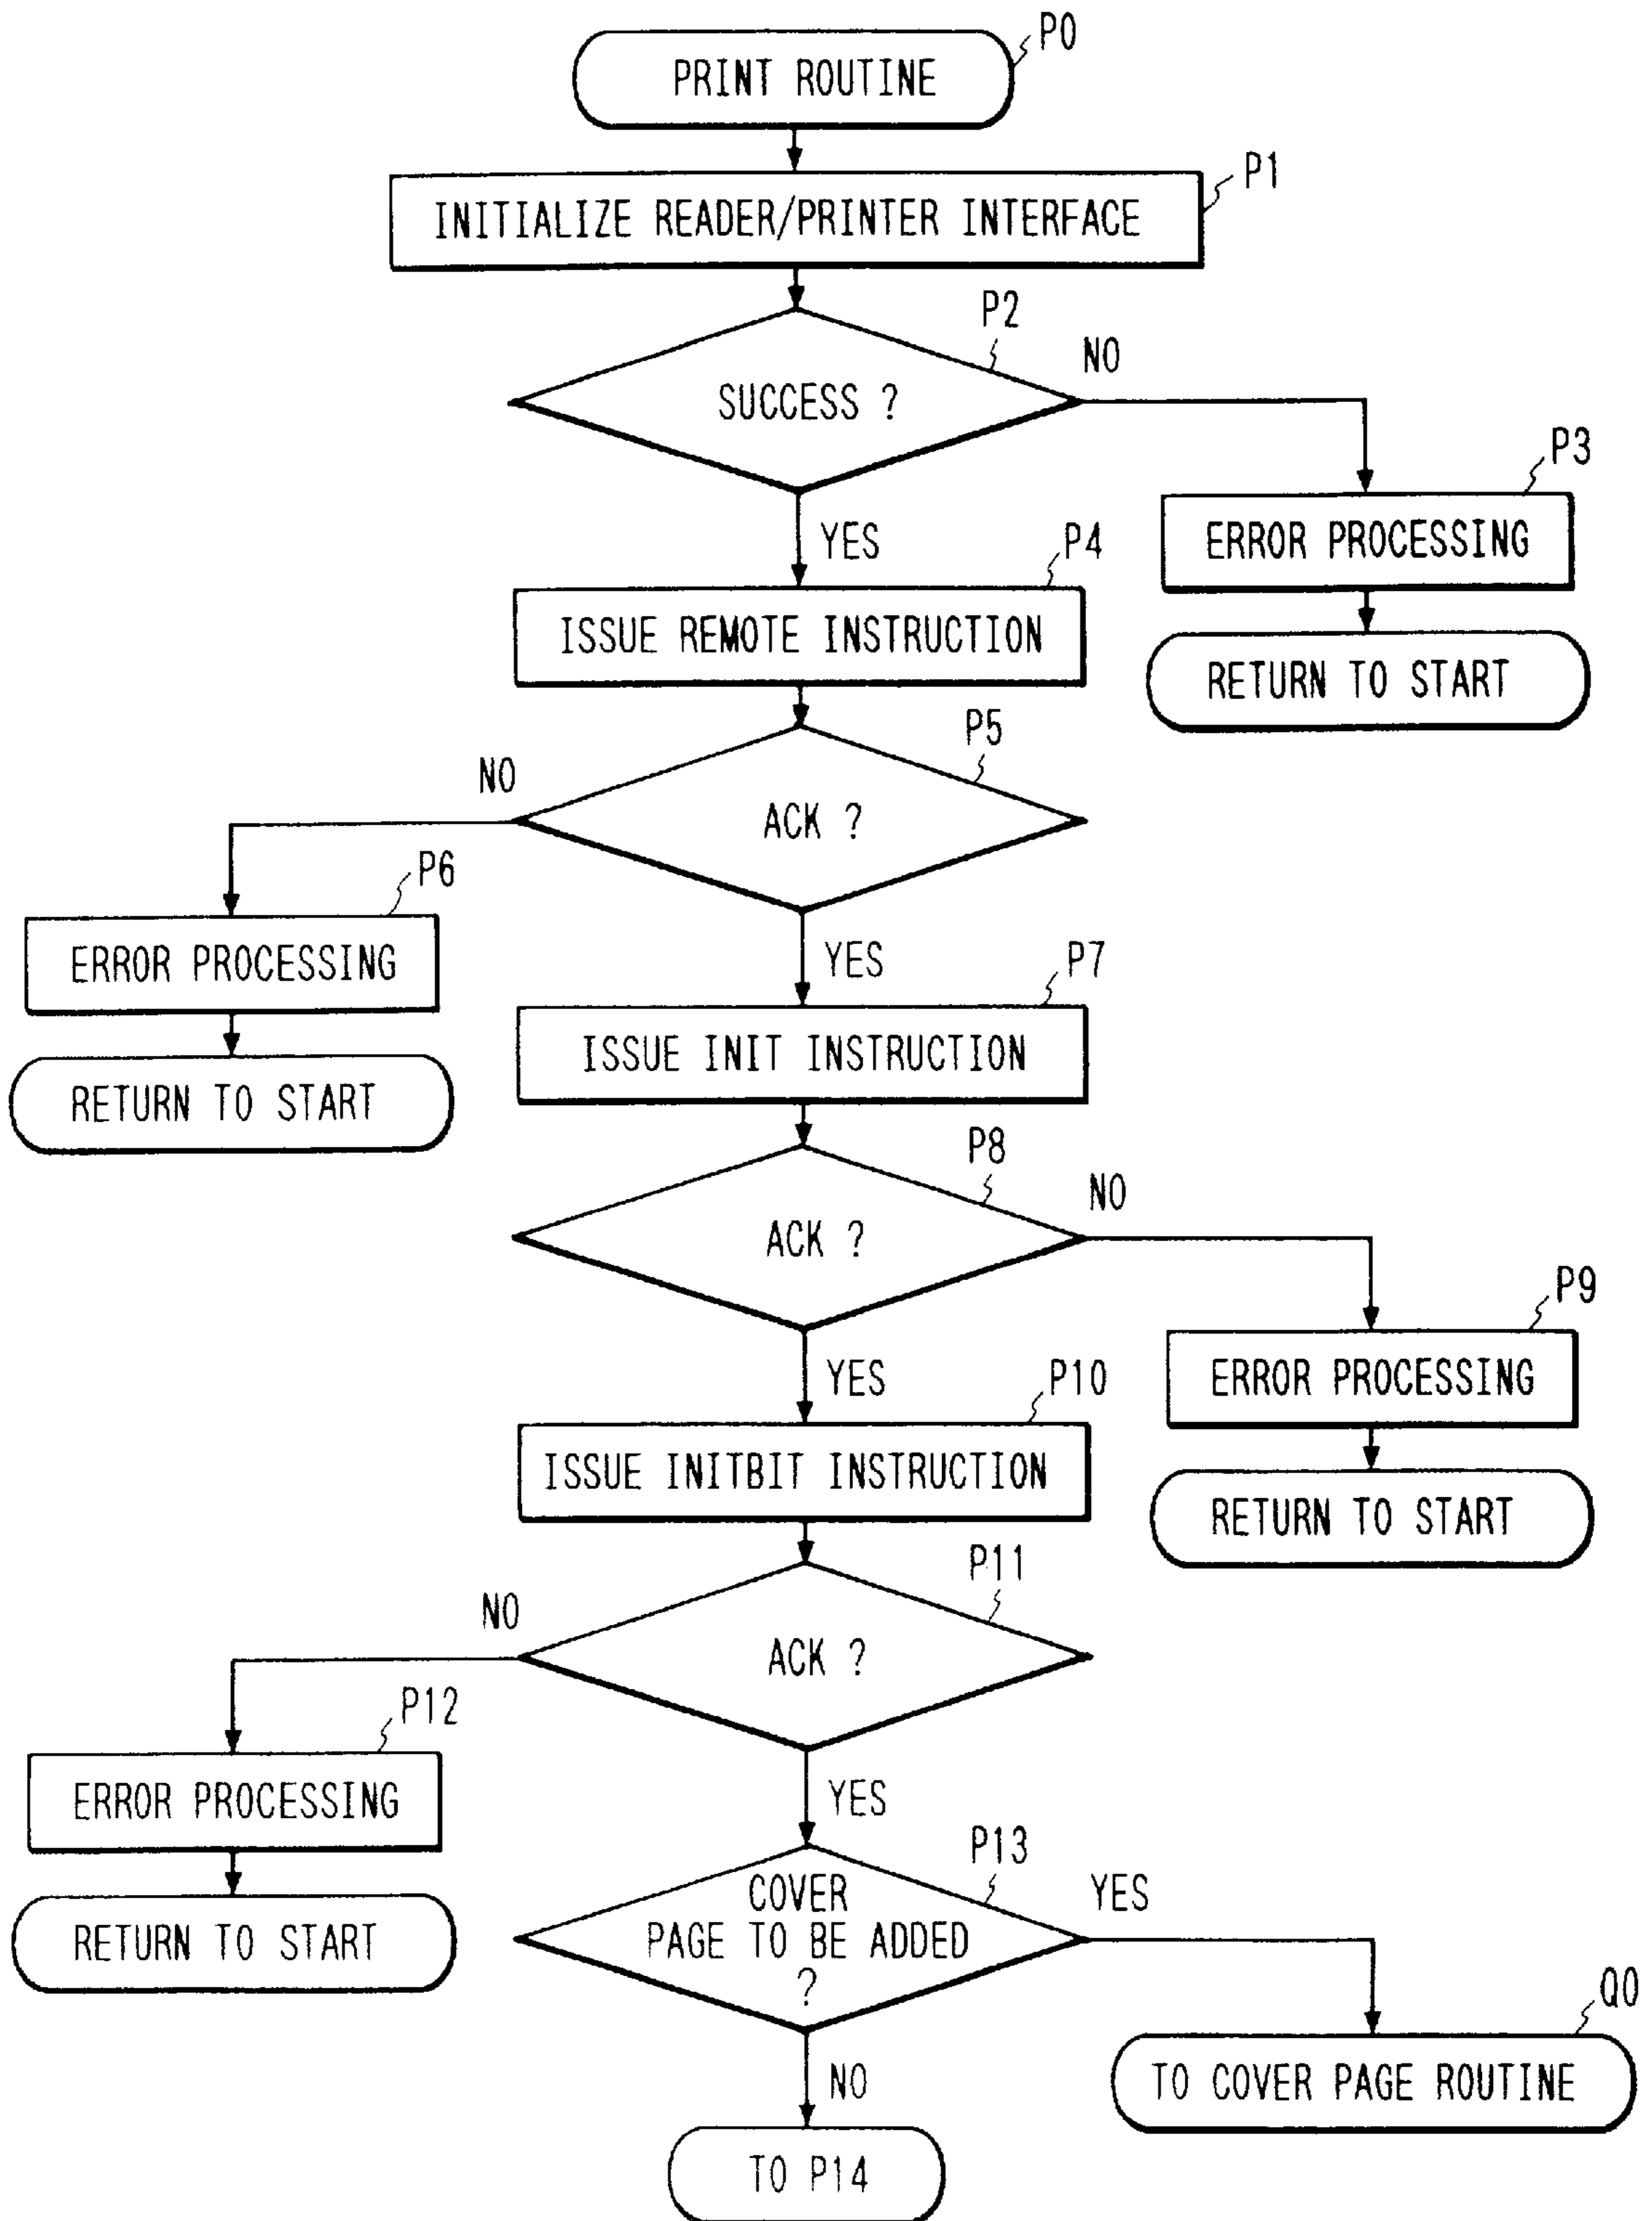 P0
PRINT ROUTINE
P1
INITIALIZE READER/PRINTER INTERFACE
P2
NO
SUCCESS ?
P3
YES
P4
ERROR PROCESSING
ISSUE REMOTE INSTRUCTION
RETURN TO START
P5
NO
ACK ?
P6
YES
P7
ERROR PROCESSING
ISSUE INIT INSTRUCTION
RETURN TO START
P8
NO
ACK ?
P9
YES
P10
ERROR PROCESSING
ISSUE INITBIT INSTRUCTION
RETURN TO START
P11
NO
ACK ?
P12
YES
ERROR PROCESSING
P13
COVER
PAGE TO BE ADDED
?
YES
RETURN TO START
Q0
NO
TO COVER PAGE ROUTINE
TO P14